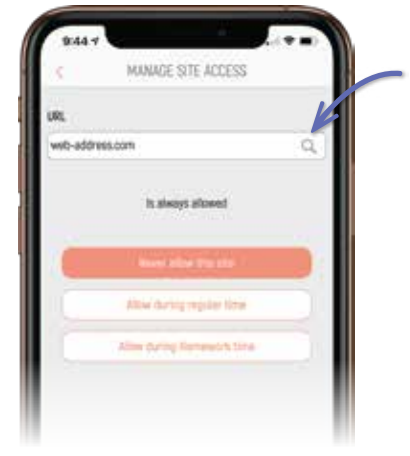 9:44
MANAGE SITE ACCESS
URL
web-address.com
Is always allowed
Never allow this site
Allow during regular time
Allow during Homework time